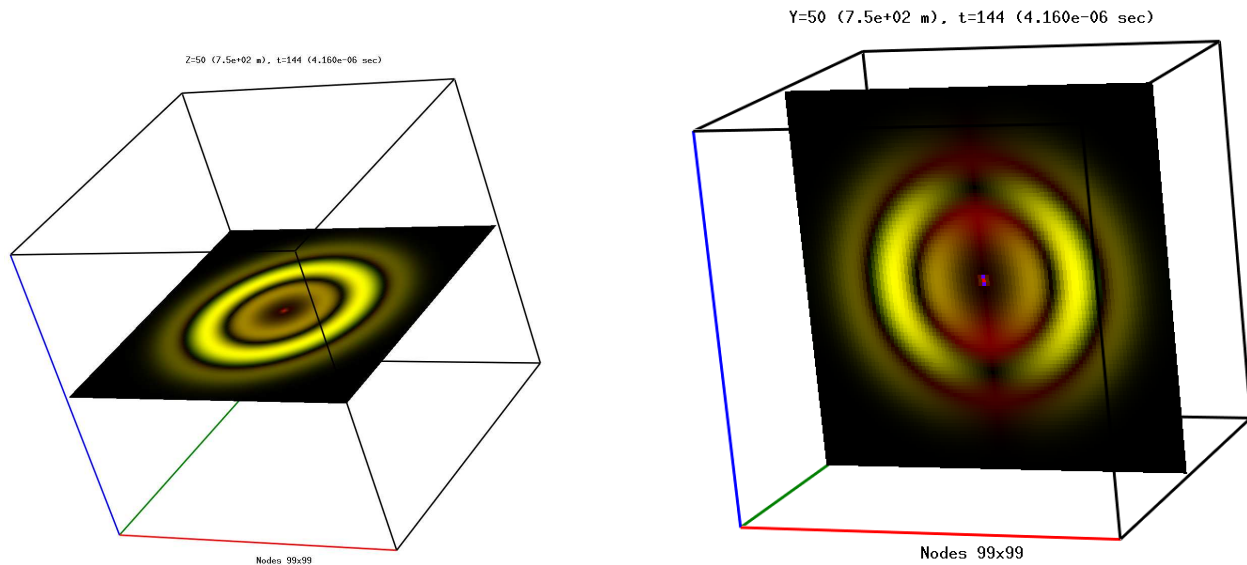 Z=50 (7.5e+02 m), t=144 (4.160e-06 sec)
Nodes 99x99
Y=50 (7.5e+02 m), t=144 (4.160e-06 sec)
Nodes 99x99